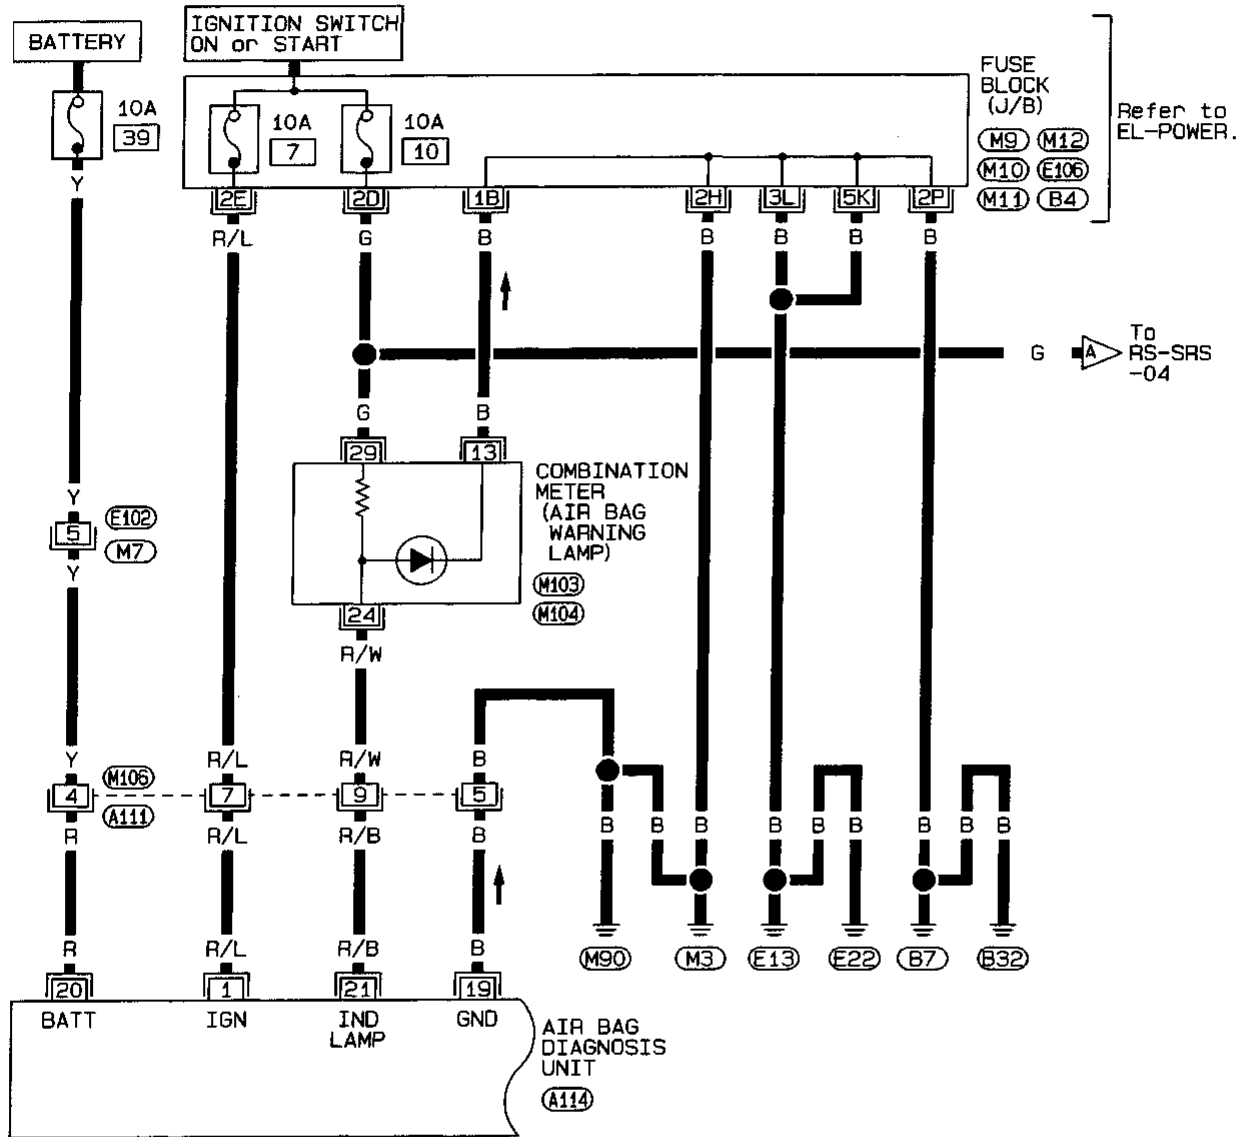 BATTERY
IGNITION SWITCH
ON or START
10A
39
10A
7
10A
10
FUSE
BLOCK
(J/B)
M9 M12
M10 E106
M11 B4
Refer to
EL-POWER.
Y
2E 2D 1B 2H 3L 5K 2P
R/L G B B B B B
G
A
To
RS-SRS
-04
G B
29 13
COMBINATION
METER
(AIR BAG
WARNING
LAMP)
M103
M104
Y
5
E102
M7
Y
24
R/W
Y R/L R/W B
4 7 9 5
M106
A111
R R/L R/B B
B B B B B B B B
R R/L R/B B
M90 M3 E13 E22 B7 B32
20 1 21 19
BATT IGN IND
LAMP
GND
AIR BAG
DIAGNOSIS
UNIT
A114